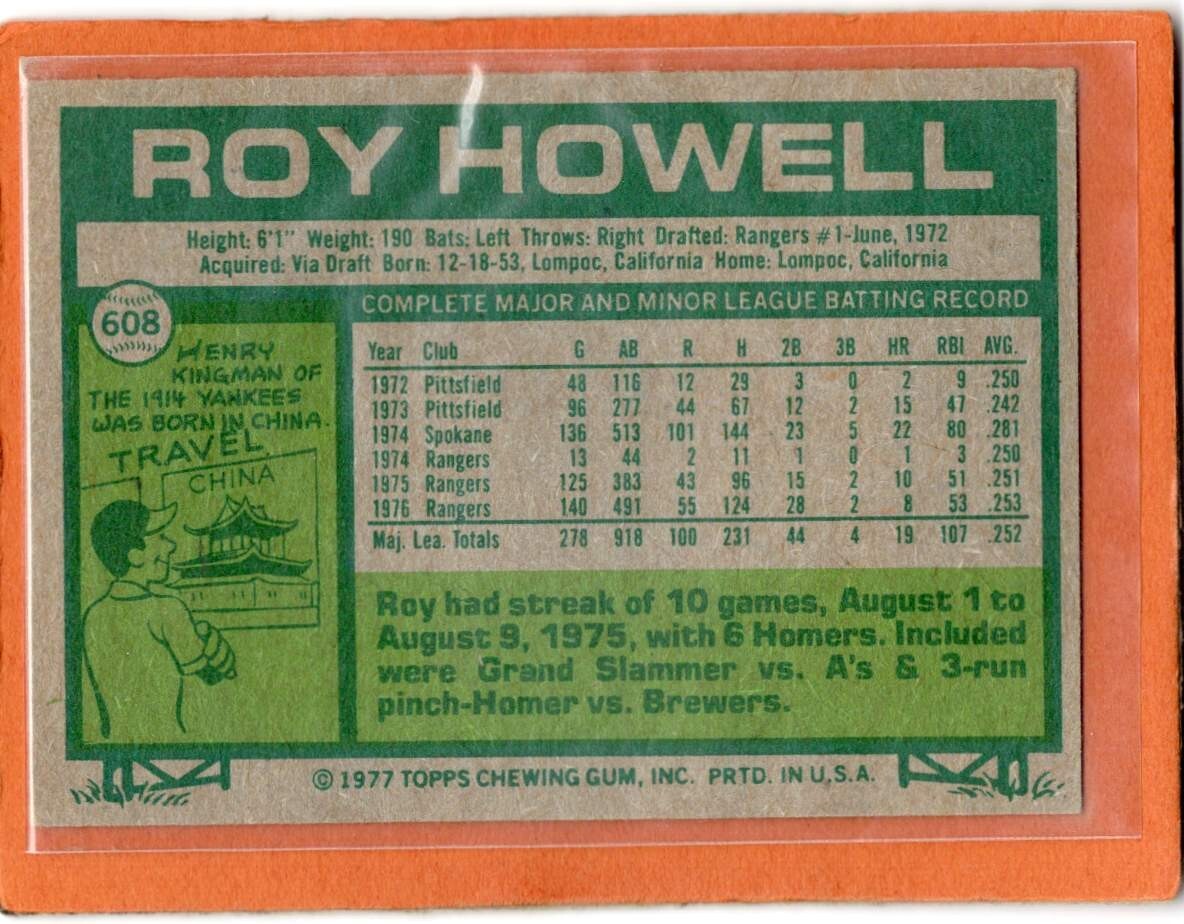 ROY HOWELL
Height: 6'1" Weight: 190 Bats: Left Throws: Right Drafted: Rangers #1-June, 1972
Acquired: Via Draft Born: 12-18-53, Lompoc, California Home: Lompoc, California
608
HENRY
KINGMAN OF
THE 1914 YANKEES
WAS BORN IN CHINA.
TRAVEL
CHINA
COMPLETE MAJOR AND MINOR LEAGUE BATTING RECORD
Year Club G AB R H 2B 3B HR RBI AVG.
1972 Pittsfield 48 116 12 29 3 0 2 9 .250
1973 Pittsfield 96 277 44 67 12 2 15 47 .242
1974 Spokane 136 513 101 144 23 5 22 80 .281
1974 Rangers 13 44 2 11 1 0 1 3 .250
1975 Rangers 125 383 43 96 15 2 10 51 .251
1976 Rangers 140 491 55 124 28 2 8 53 .253
Maj. Lea. Totals 278 918 100 231 44 4 19 107 .252
Roy had streak of 10 games, August 1 to
August 9, 1975, with 6 Homers. Included
were Grand Slammer vs. A's & 3-run
pinch-Homer vs. Brewers.
© 1977 TOPPS CHEWING GUM, INC. PRTD. IN U.S.A.